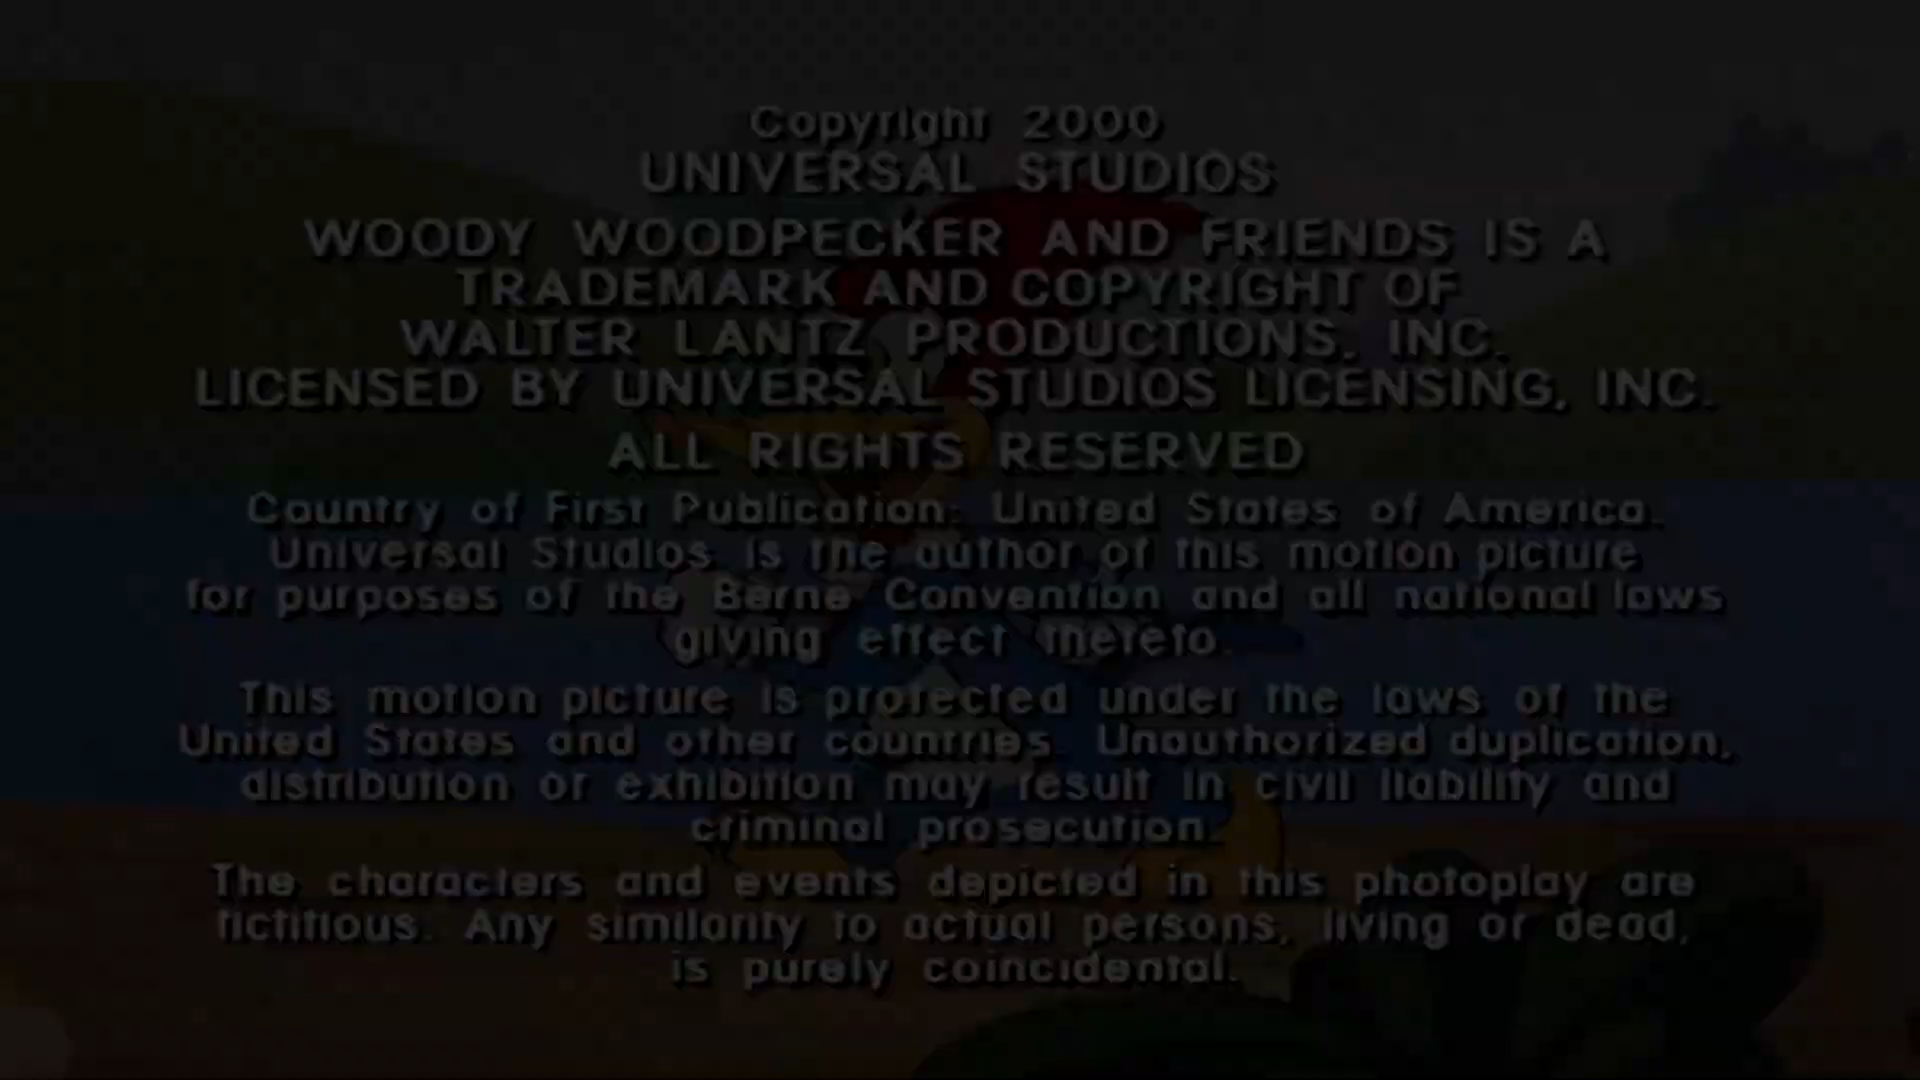 Copyright 2000
UNIVERSAL STUDIOS
WOODY WOODPECKER AND FRIENDS IS A
TRADEMARK AND COPYRIGHT OF
WALTER LANTZ PRODUCTIONS, INC.
LICENSED BY UNIVERSAL STUDIOS LICENSING, INC.
ALL RIGHTS RESERVED
Country of First Publication: United States of America.
Universal Studios is the author of this motion picture
for purposes of the Berne Convention and all national laws
giving effect thereto.
This motion picture is protected under the laws of the
United States and other countries. Unauthorized duplication,
distribution or exhibition may result in civil liability and
criminal prosecution.
The characters and events depicted in this photoplay are
fictitious. Any similarity to actual persons, living or dead,
is purely coincidental.